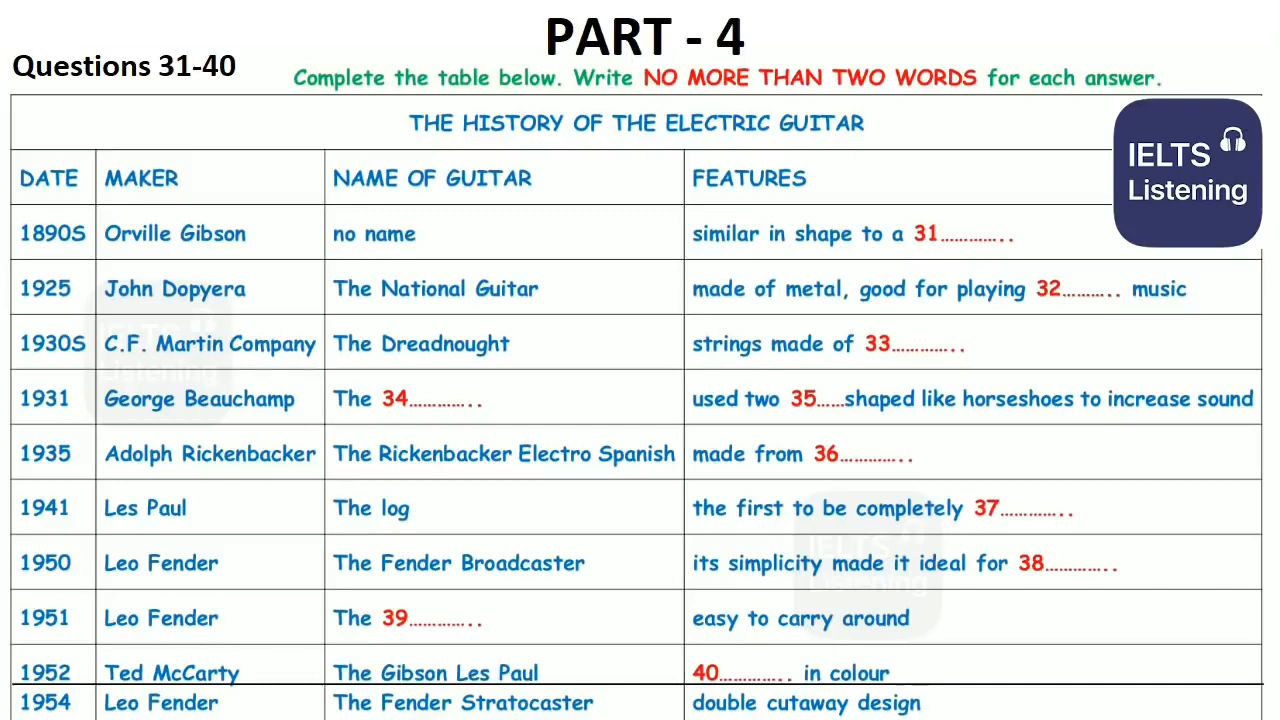 PART - 4
Questions 31-40
Complete the table below. Write NO MORE THAN TWO WORDS for each answer.
THE HISTORY OF THE ELECTRIC GUITAR
IELTS
Listening
DATE MAKER NAME OF GUITAR FEATURES
1890S Orville Gibson no name similar in shape to a 31…………..
1925 John Dopyera The National Guitar made of metal, good for playing 32……….. music
1930S C.F. Martin Company The Dreadnought strings made of 33…………..
1931 George Beauchamp The 34………….. used two 35……shaped like horseshoes to increase sound
1935 Adolph Rickenbacker The Rickenbacker Electro Spanish made from 36…………..
1941 Les Paul The log the first to be completely 37…………..
1950 Leo Fender The Fender Broadcaster its simplicity made it ideal for 38…………..
1951 Leo Fender The 39………….. easy to carry around
1952 Ted McCarty The Gibson Les Paul 40………….. in colour
1954 Leo Fender The Fender Stratocaster double cutaway design
IELTS
Listening
IELTS
Listening